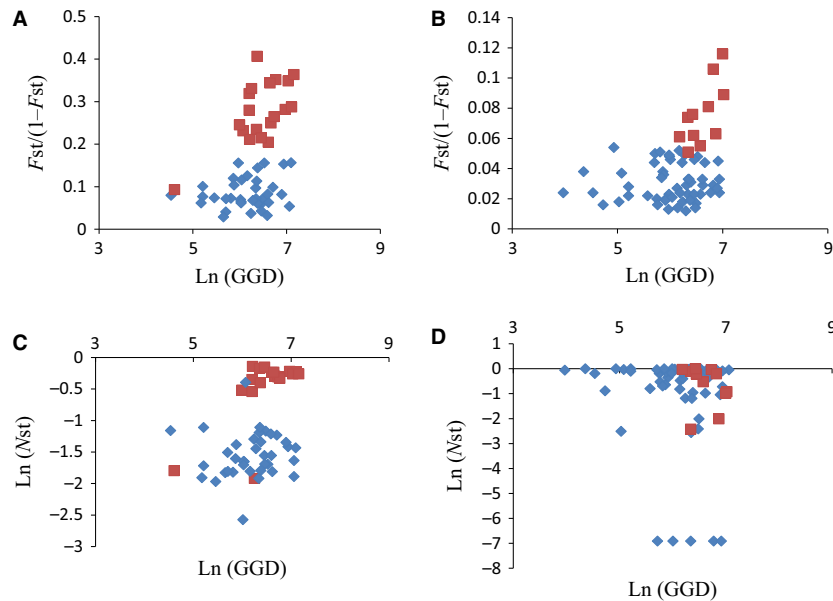 A
Fst/(1–Fst)
0.5
0.4
0.3
0.2
0.1
0
3 5 7 9
Ln (GGD)
B
Fst/(1–Fst)
0.14
0.12
0.10
0.08
0.06
0.04
0.02
0
3 5 7 9
Ln (GGD)
C
Ln (Nst)
3 5 7 9
0
−0.5
−1
−1.5
−2
−2.5
−3
Ln (GGD)
D
Ln (Nst)
3 5 7 9
1
0
−1
−2
−3
−4
−5
−6
−7
−8
Ln (GGD)